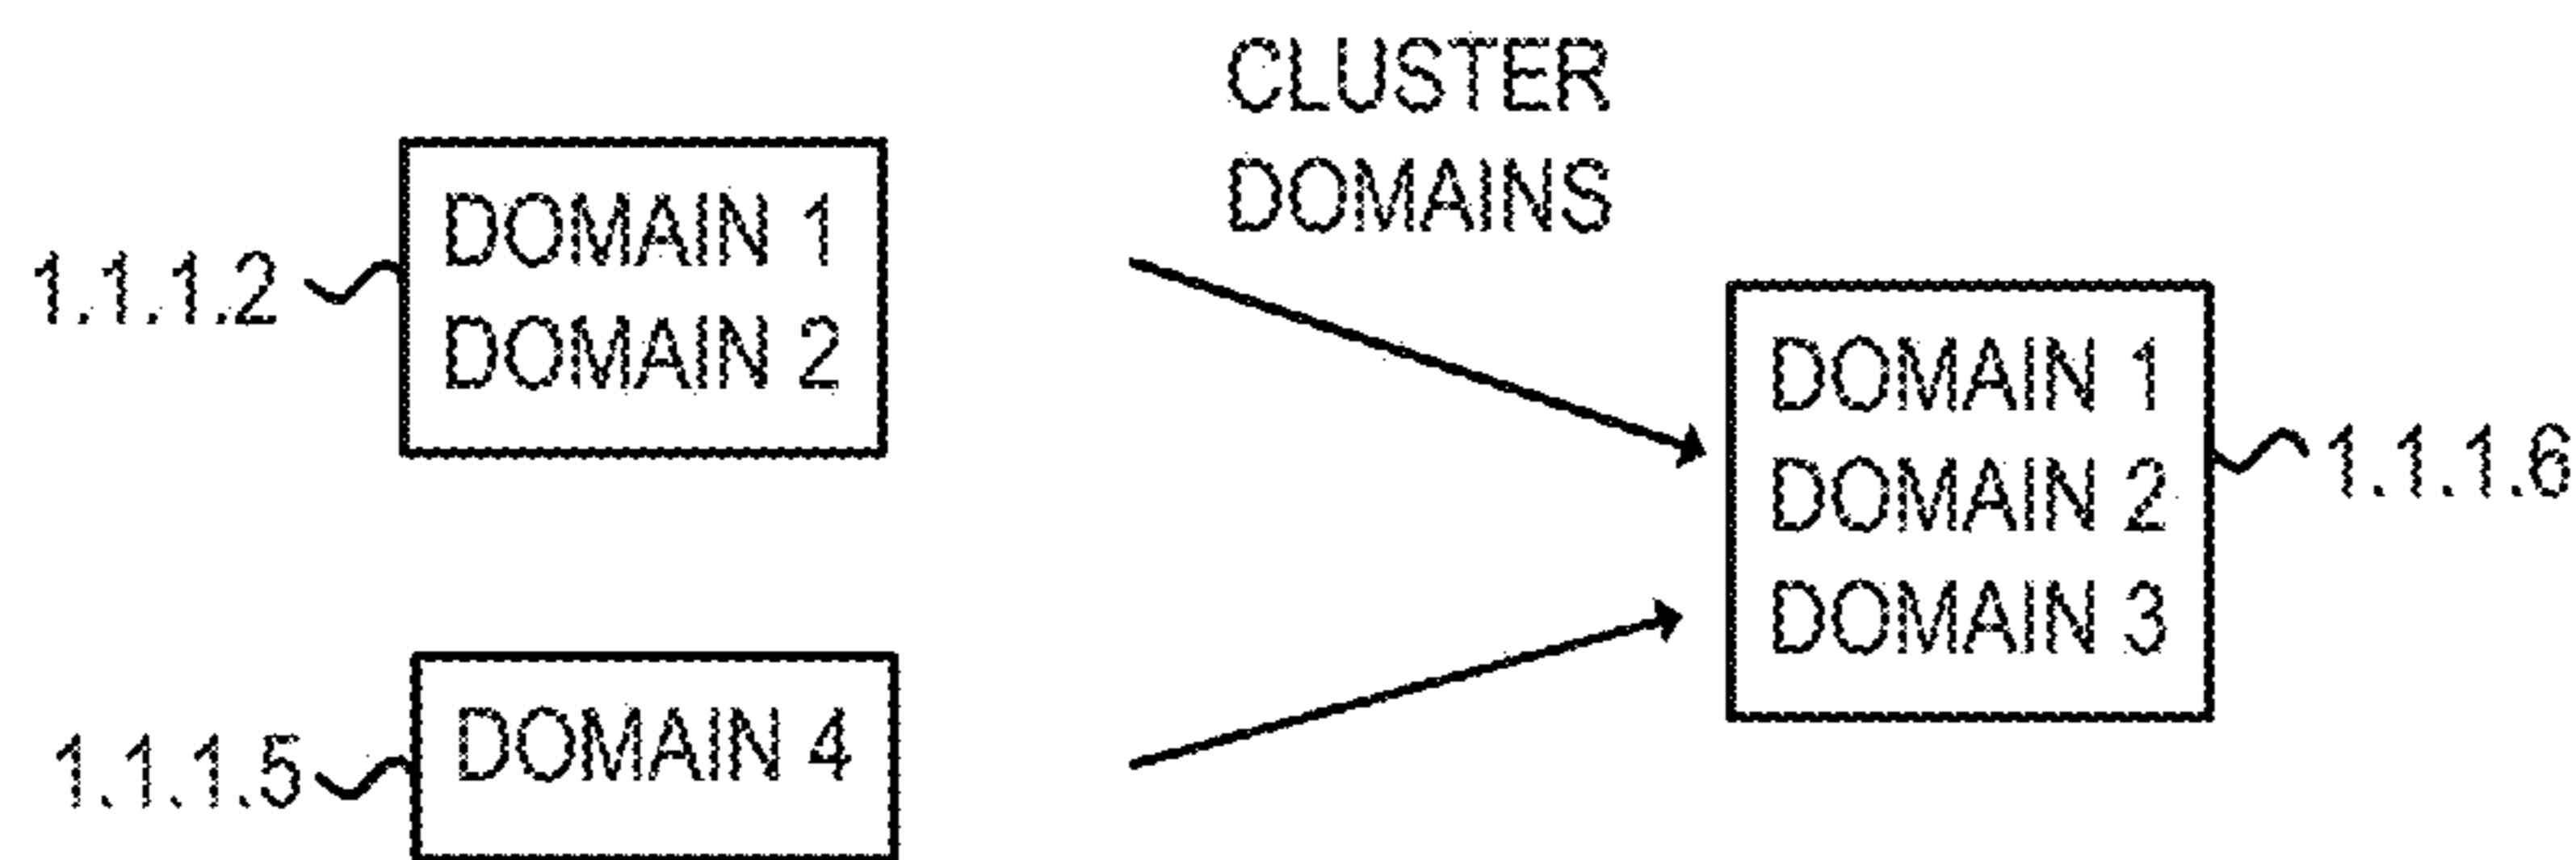 CLUSTER
DOMAINS
1.1.1.2
DOMAIN 1
DOMAIN 2
1.1.1.5
DOMAIN 4
DOMAIN 1
DOMAIN 2
DOMAIN 3
1.1.1.6